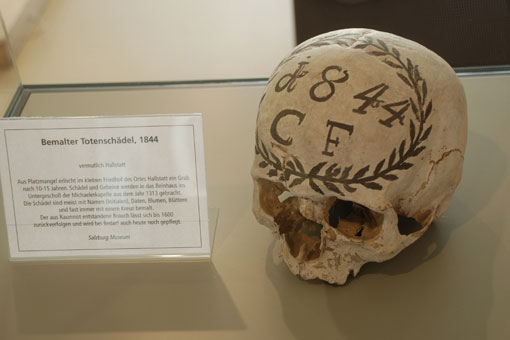 Bemalter Totenschädel, 1844
vermutlich Hallstatt
Aus Platzmangel erlischt im kleinen Friedhof des Ortes Hallstatt ein Grab
nach 10-15 Jahren. Schädel und Gebeine werden in das Beinhaus im
Untergeschoß der Michaelerkapelle aus dem Jahre 1313 gebracht.
Die Schädel sind meist mit Namen (Initialen), Daten, Blumen, Blättern
und fast immer mit einem Kreuz bemalt.
Der aus Raumnot entstandene Brauch lässt sich bis 1600
zurückverfolgen und wird bei Bedarf auch heute noch gepflegt.
Salzburg Museum
1844
C F